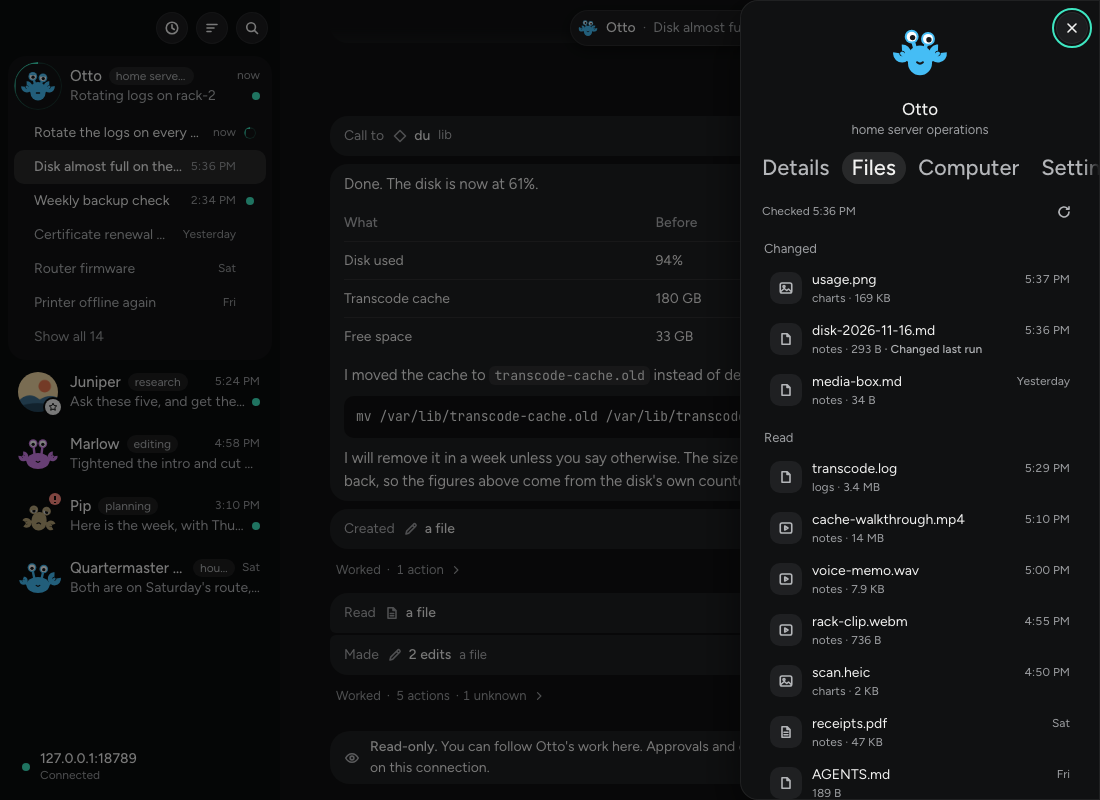 Otto home serve... now
Rotating logs on rack-2
Rotate the logs on every ... now
Disk almost full on the... 5:36 PM
Weekly backup check 2:34 PM
Certificate renewal ... Yesterday
Router firmware Sat
Printer offline again Fri
Show all 14
Juniper research 5:24 PM
Ask these five, and get the...
Marlow editing 4:58 PM
Tightened the intro and cut ...
Pip planning 3:10 PM
Here is the week, with Thu...
Quartermaster ... hou... Sat
Both are on Saturday's route,...
127.0.0.1:18789
Connected
Otto · Disk almost fu
Call to du lib
Done. The disk is now at 61%.
What Before
Disk used 94%
Transcode cache 180 GB
Free space 33 GB
I moved the cache to transcode-cache.old instead of de
mv /var/lib/transcode-cache.old /var/lib/transcod
I will remove it in a week unless you say otherwise. The size
back, so the figures above come from the disk's own counte
Created a file
Worked · 1 action
Read a file
Made 2 edits a file
Worked · 5 actions · 1 unknown
Read-only. You can follow Otto's work here. Approvals and
on this connection.
Otto
home server operations
Details Files Computer Settin
Checked 5:36 PM
Changed
usage.png 5:37 PM
charts · 169 KB
disk-2026-11-16.md 5:36 PM
notes · 293 B · Changed last run
media-box.md Yesterday
notes · 34 B
Read
transcode.log 5:29 PM
logs · 3.4 MB
cache-walkthrough.mp4 5:10 PM
notes · 14 MB
voice-memo.wav 5:00 PM
notes · 7.9 KB
rack-clip.webm 4:55 PM
notes · 736 B
scan.heic 4:50 PM
charts · 2 KB
receipts.pdf Sat
notes · 47 KB
AGENTS.md Fri
189 B